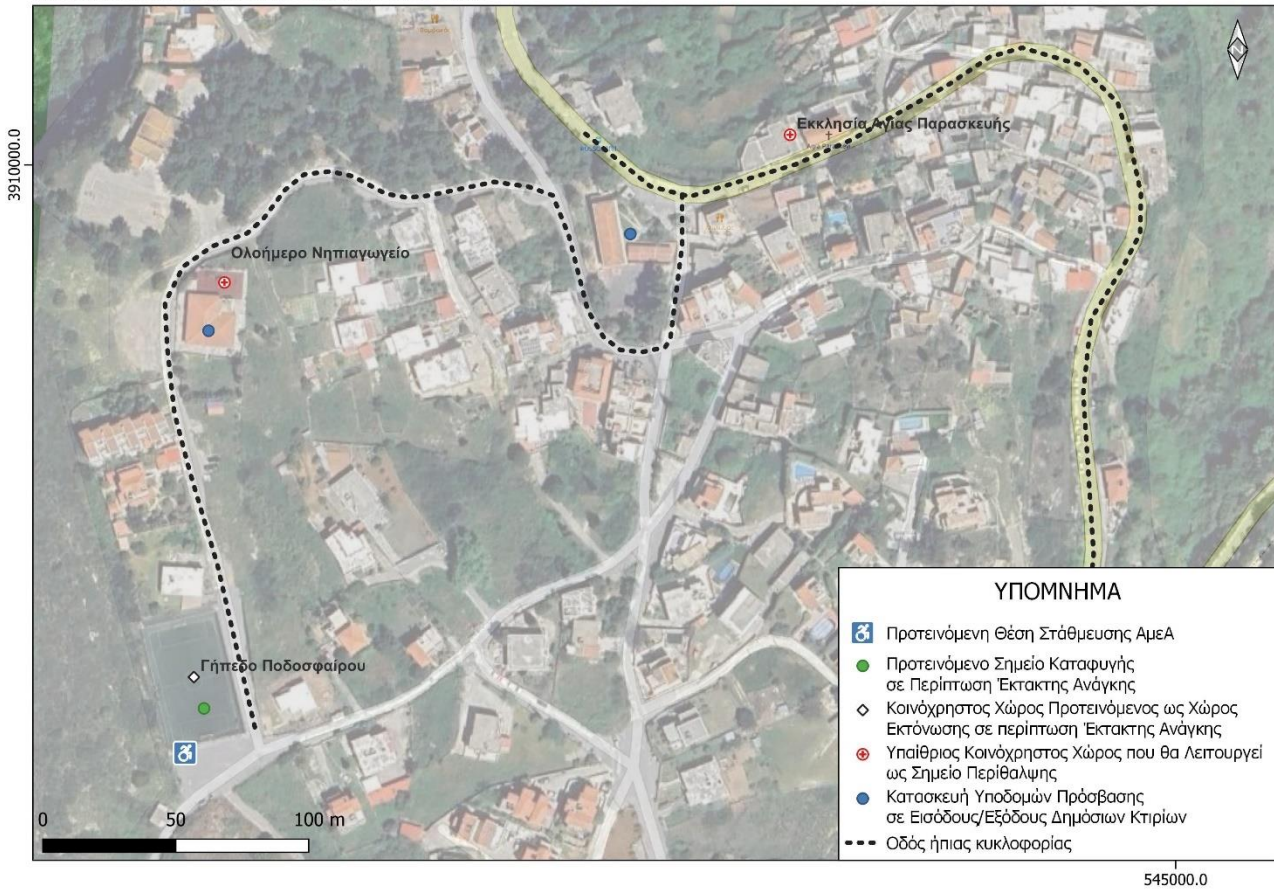 N
3910000.0
Εκκλησία Αγίας Παρασκευής
Ολοήμερο Νηπιαγωγείο
Γήπεδο Ποδοσφαίρου
0 50 100 m
ΥΠΟΜΝΗΜΑ
Προτεινόμενη Θέση Στάθμευσης ΑμεΑ
Προτεινόμενο Σημείο Καταφυγής
σε Περίπτωση Έκτακτης Ανάγκης
Κοινόχρηστος Χώρος Προτεινόμενος ως Χώρος
Εκτόνωσης σε περίπτωση Έκτακτης Ανάγκης
Υπαίθριος Κοινόχρηστος Χώρος που θα Λειτουργεί
ως Σημείο Περίθαλψης
Κατασκευή Υποδομών Πρόσβασης
σε Εισόδους/Εξόδους Δημόσιων Κτιρίων
Οδός ήπιας κυκλοφορίας
545000.0